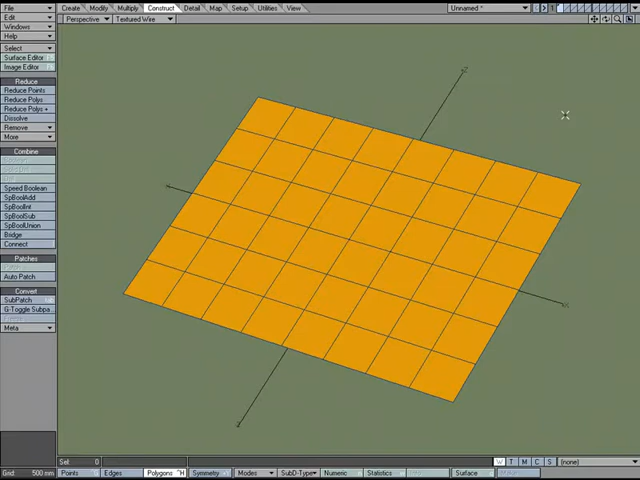 File Create Modify Multiply Construct Detail Map Setup Utilities View Unnamed * 1
Edit Perspective Textured Wire
Windows
Help
Select
Surface Editor
Image Editor
Reduce
Reduce Points
Reduce Polys
Reduce Polys +
Dissolve
Remove
More
Combine
Speed Boolean
SpBoolAdd
SpBoolInt
SpBoolSub
SpBoolUnion
Bridge
Connect
Patches
Auto Patch
Convert
SubPatch
G-Toggle Subpa...
Meta
Sel: 0 W T M C S (none)
Grid: 500 mm Points Edges Polygons ^H Symmetry Modes SubD-Type Numeric Statistics Surface